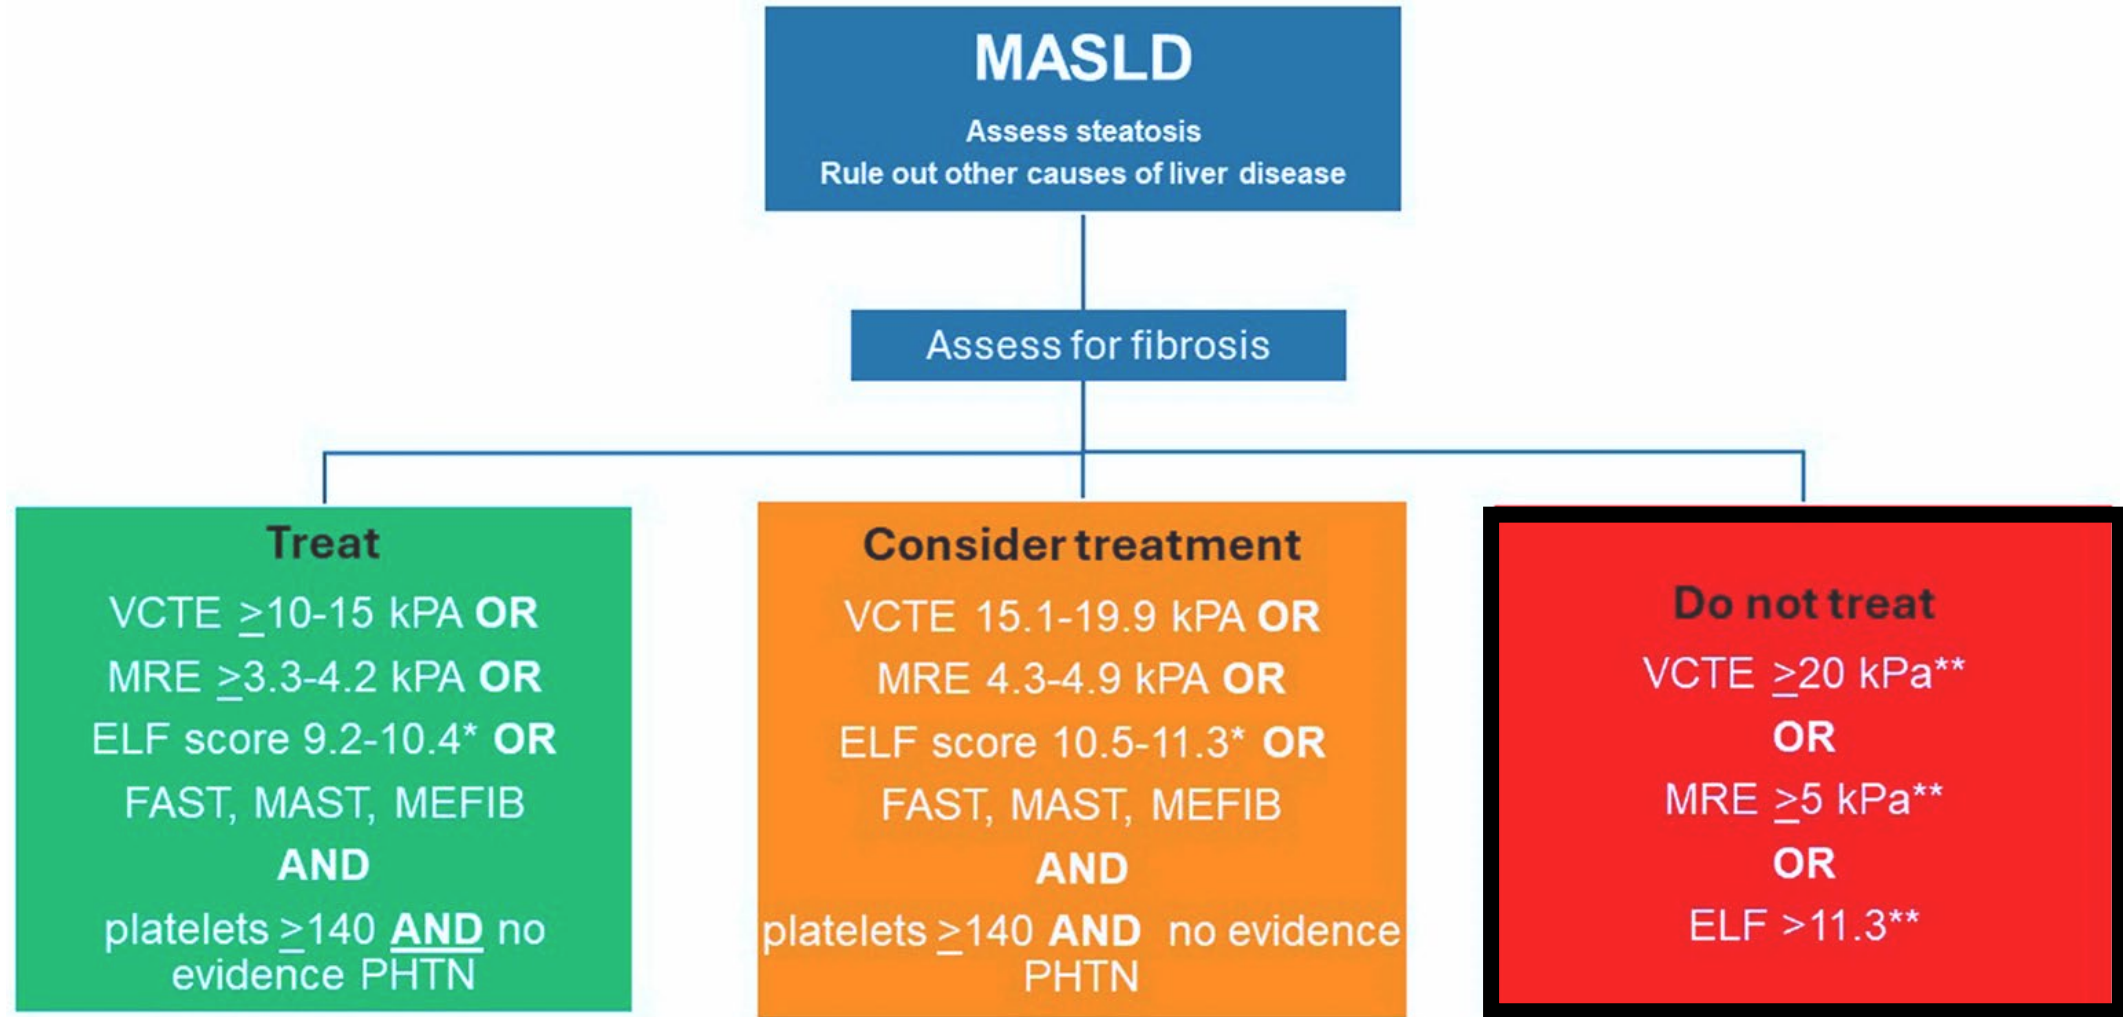 MASLD
Assess steatosis
Rule out other causes of liver disease
Assess for fibrosis
Treat
VCTE ≥10-15 kPA OR
MRE ≥3.3-4.2 kPA OR
ELF score 9.2-10.4* OR
FAST, MAST, MEFIB
AND
platelets ≥140 AND no
evidence PHTN
Consider treatment
VCTE 15.1-19.9 kPA OR
MRE 4.3-4.9 kPA OR
ELF score 10.5-11.3* OR
FAST, MAST, MEFIB
AND
platelets ≥140 AND no evidence
PHTN
Do not treat
VCTE ≥20 kPa**
OR
MRE ≥5 kPa**
OR
ELF >11.3**